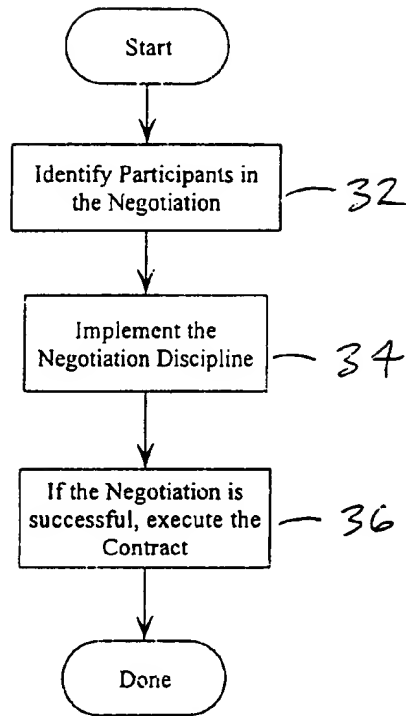 Start
Identify Participants in
the Negotiation
32
Implement the
Negotiation Discipline
34
If the Negotiation is
successful, execute the
Contract
36
Done